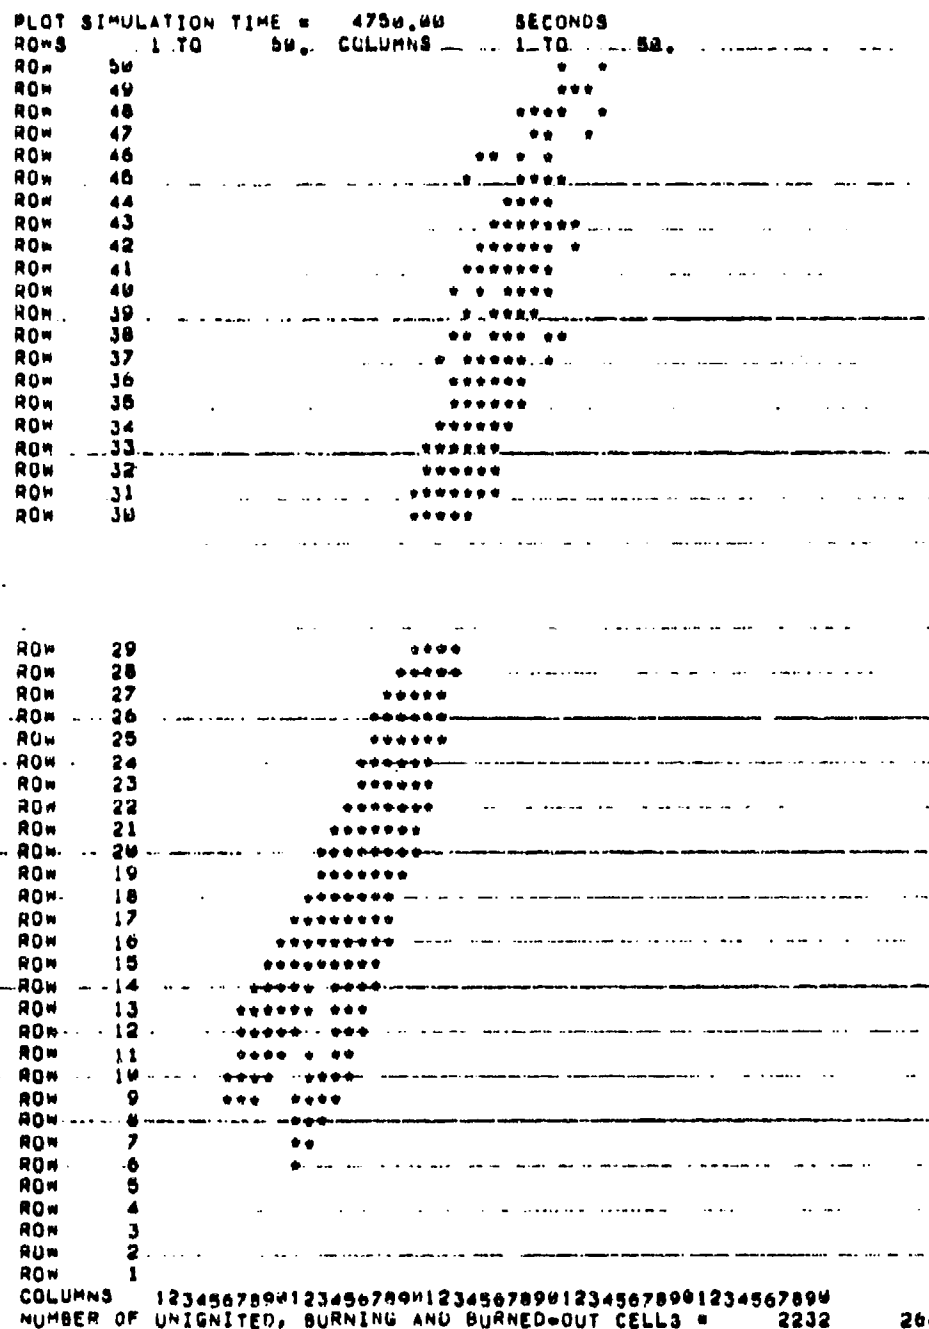 PLOT SIMULATION TIME = 4750.00 SECONDS
ROWS 1 TO 50, COLUMNS 1 TO 50.
ROW 50 * *
ROW 49 ***
ROW 48 **** *
ROW 47 ** *
ROW 46 ** * *
ROW 45 * ****
ROW 44 ****
ROW 43 *******
ROW 42 ****** *
ROW 41 *******
ROW 40 * * ****
ROW 39 * ****
ROW 38 ** *** **
ROW 37 * ***** *
ROW 36 ******
ROW 35 ******
ROW 34 ******
ROW 33 ******
ROW 32 ******
ROW 31 *******
ROW 30 *****
ROW 29 ****
ROW 28 *****
ROW 27 *****
ROW 26 ******
ROW 25 ******
ROW 24 ******
ROW 23 ******
ROW 22 *******
ROW 21 *******
ROW 20 ********
ROW 19 *******
ROW 18 *******
ROW 17 ********
ROW 16 *********
ROW 15 *********
ROW 14 ***** ****
ROW 13 ****** ***
ROW 12 ***** ***
ROW 11 **** * **
ROW 10 **** ****
ROW 9 *** ****
ROW 8 ***
ROW 7 **
ROW 6 *
ROW 5
ROW 4
ROW 3
ROW 2
ROW 1
COLUMNS 12345678901234567890123456789012345678901234567890
NUMBER OF UNIGNITED, BURNING AND BURNED-OUT CELLS = 2232